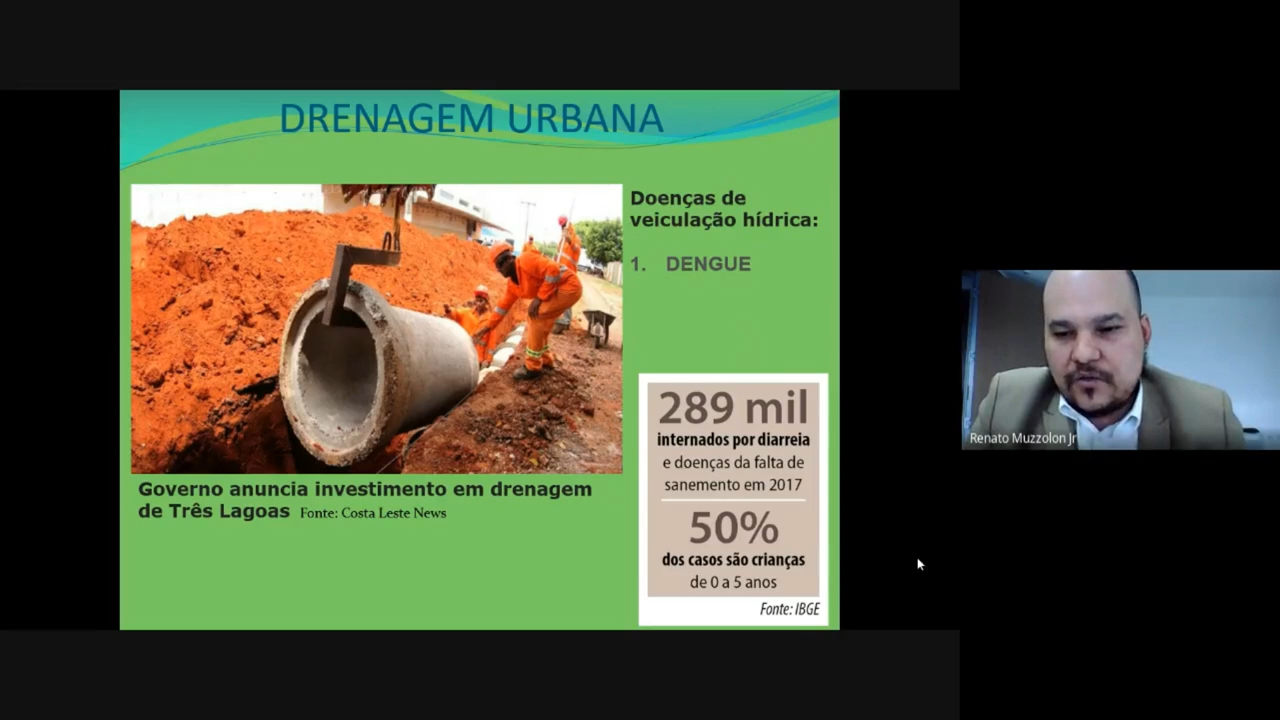 DRENAGEM URBANA
Doenças de
veiculação hídrica:
1. DENGUE
Governo anuncia investimento em drenagem
de Três Lagoas Fonte: Costa Leste News
289 mil
internados por diarreia
e doenças da falta de
sanemento em 2017
50%
dos casos são crianças
de 0 a 5 anos
Fonte: IBGE
Renato Muzzolon Jr